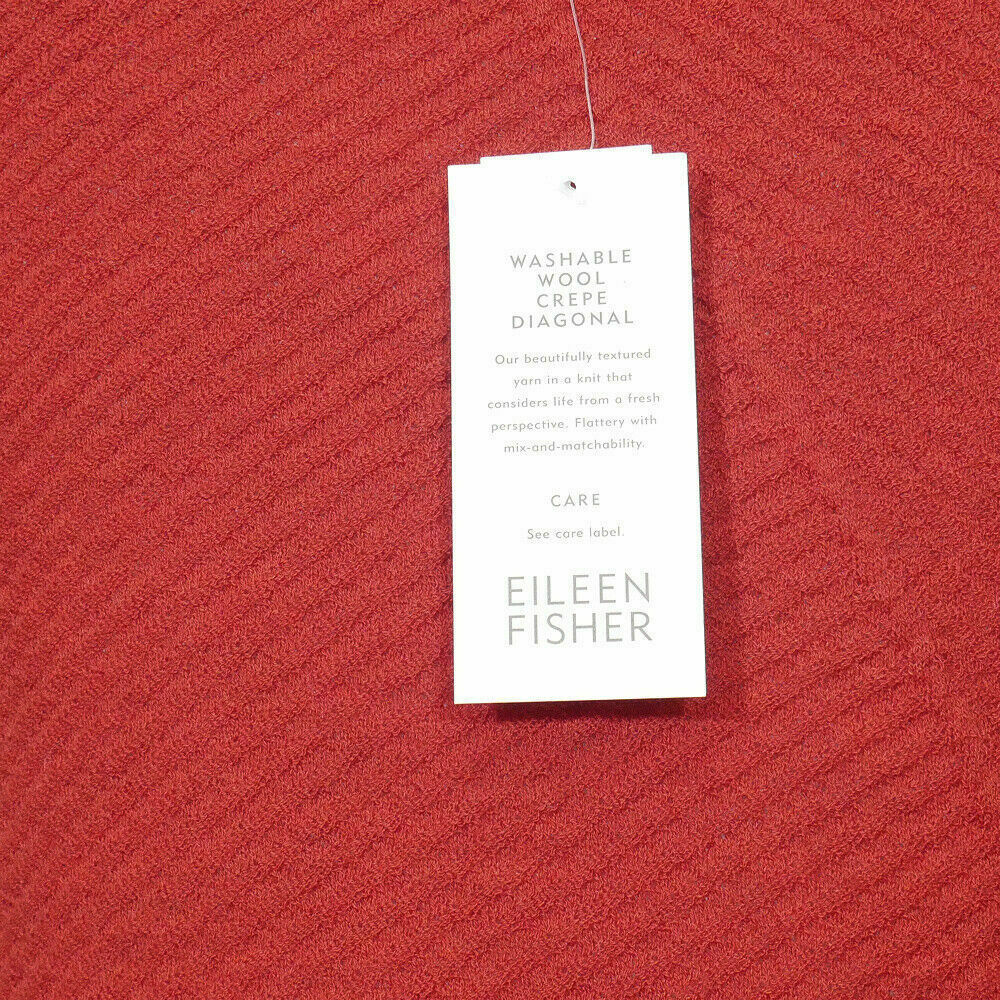 WASHABLE
WOOL
CREPE
DIAGONAL
Our beautifully textured
yarn in a knit that
considers life from a fresh
perspective. Flattery with
mix-and-matchability.
CARE
See care label.
EILEEN
FISHER